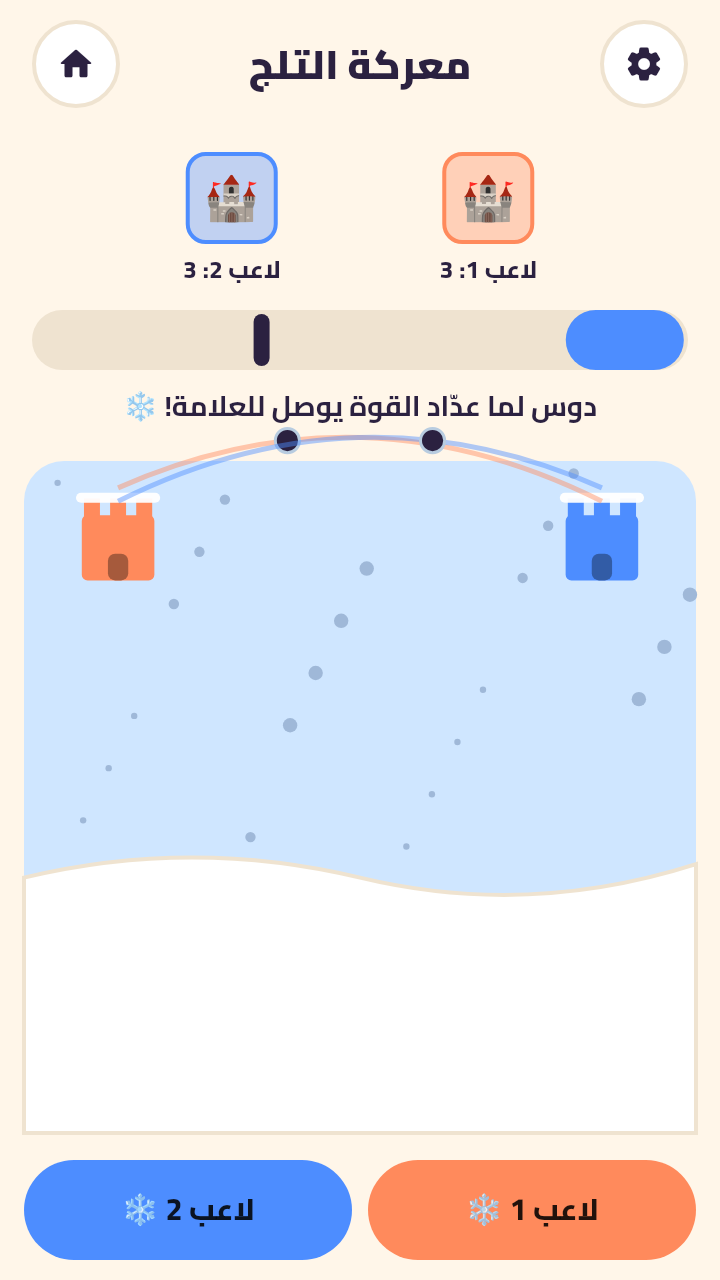 معركة التلج
لاعب 1: 3
لاعب 2: 3
دوس لما عدّاد القوة يوصل للعلامة! ❄️
لاعب 1 ❄️
لاعب 2 ❄️